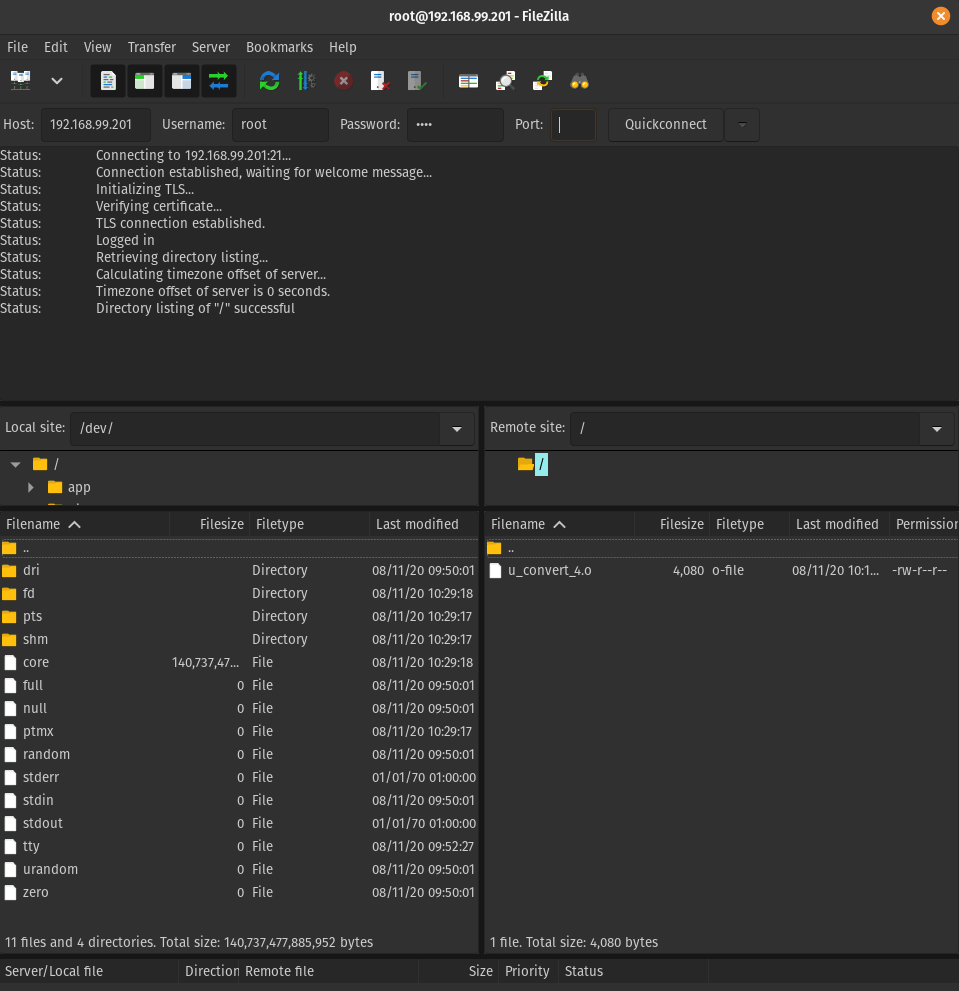 root@192.168.99.201 - FileZilla
File Edit View Transfer Server Bookmarks Help
Host: 192.168.99.201 Username: root Password: •••• Port: Quickconnect
Status: Connecting to 192.168.99.201:21...
Status: Connection established, waiting for welcome message...
Status: Initializing TLS...
Status: Verifying certificate...
Status: TLS connection established.
Status: Logged in
Status: Retrieving directory listing...
Status: Calculating timezone offset of server...
Status: Timezone offset of server is 0 seconds.
Status: Directory listing of "/" successful
Local site: /dev/
/
app
Filename Filesize Filetype Last modified
..
dri Directory 08/11/20 09:50:01
fd Directory 08/11/20 10:29:18
pts Directory 08/11/20 10:29:17
shm Directory 08/11/20 10:29:17
core 140,737,47... File 08/11/20 10:29:18
full 0 File 08/11/20 09:50:01
null 0 File 08/11/20 09:50:01
ptmx 0 File 08/11/20 10:29:17
random 0 File 08/11/20 09:50:01
stderr 0 File 01/01/70 01:00:00
stdin 0 File 08/11/20 09:50:01
stdout 0 File 01/01/70 01:00:00
tty 0 File 08/11/20 09:52:27
urandom 0 File 08/11/20 09:50:01
zero 0 File 08/11/20 09:50:01
11 files and 4 directories. Total size: 140,737,477,885,952 bytes
Remote site: /
/
Filename Filesize Filetype Last modified Permission
..
u_convert_4.o 4,080 o-file 08/11/20 10:1... -rw-r--r--
1 file. Total size: 4,080 bytes
Server/Local file Direction Remote file Size Priority Status